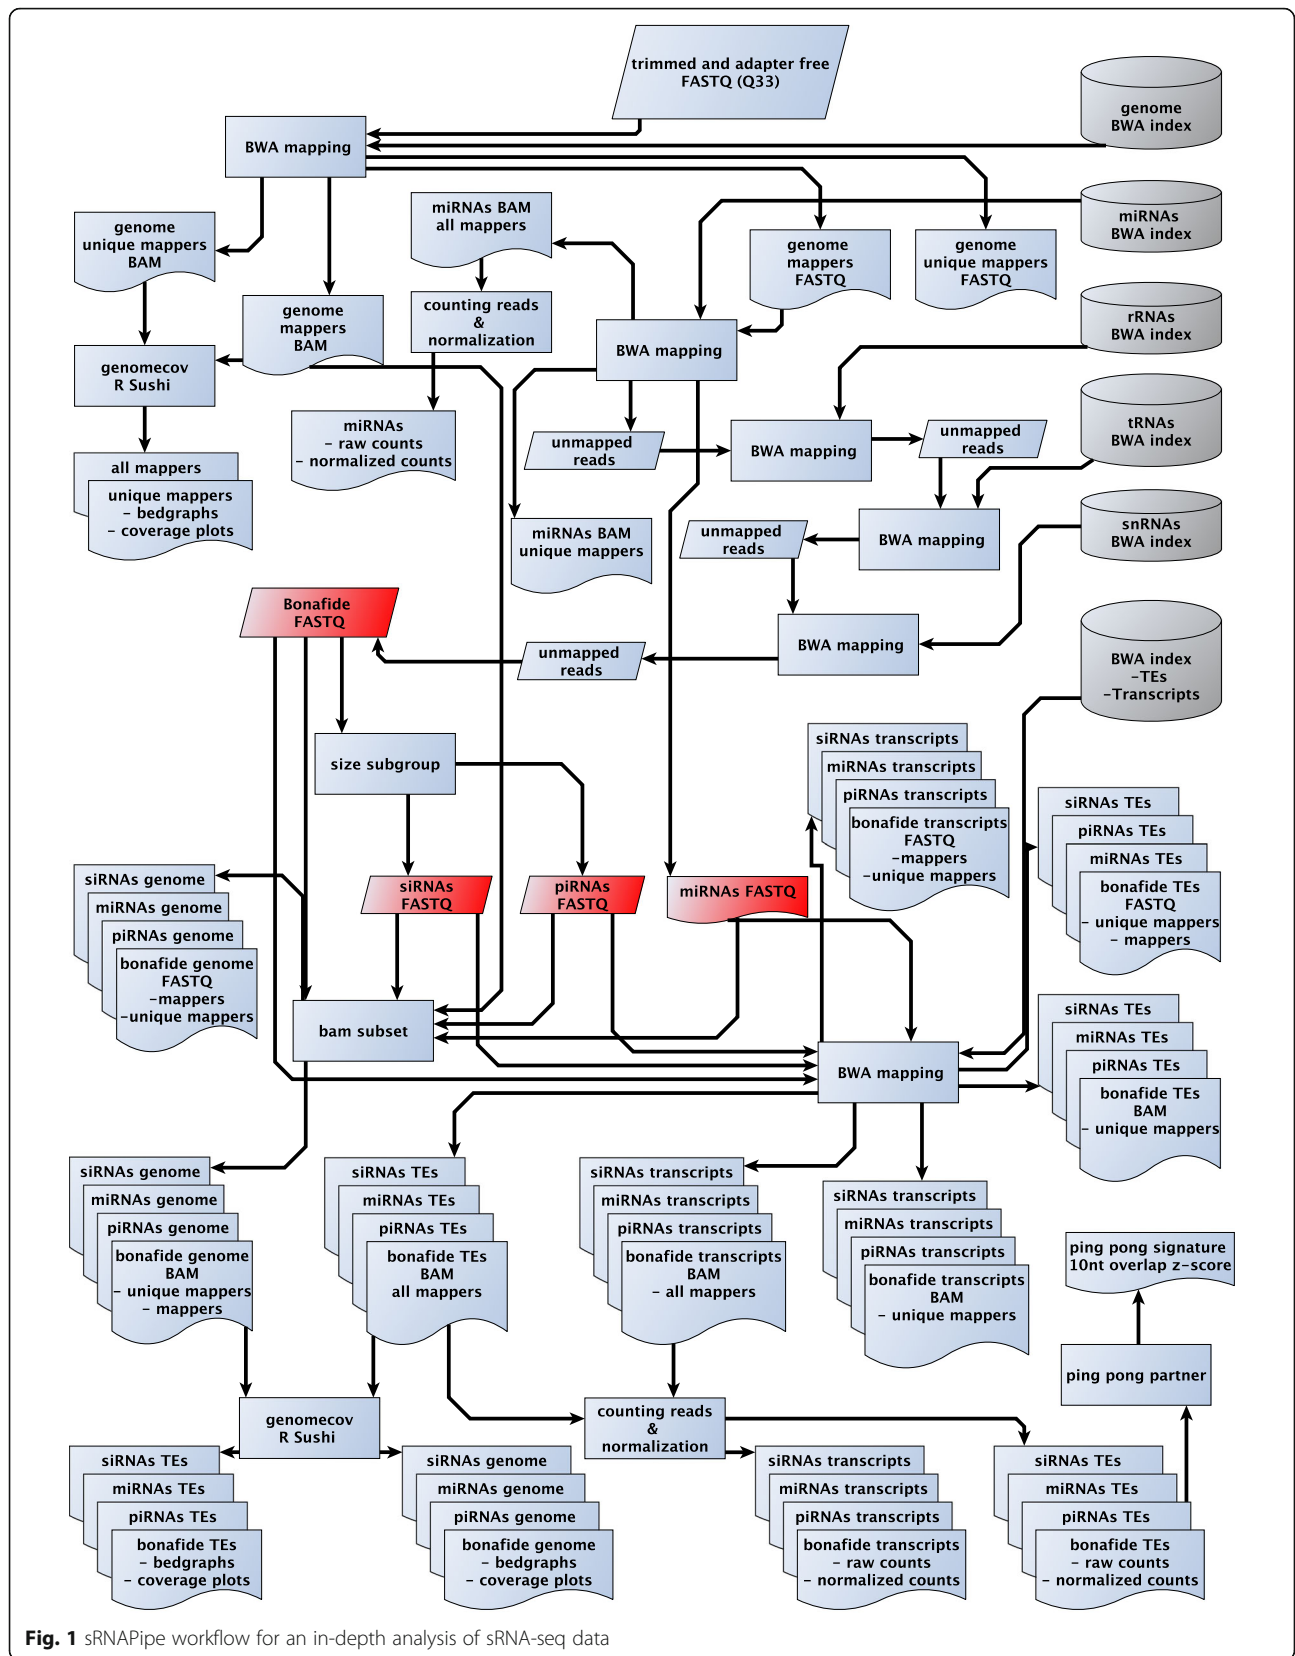 trimmed and adapter free
FASTQ (Q33)
genome
BWA index
BWA mapping
miRNAs
BWA index
miRNAs BAM
all mappers
genome
unique mappers
BAM
genome
mappers
FASTQ
genome
unique mappers
FASTQ
genome
mappers
BAM
counting reads
&
normalization
rRNAs
BWA index
BWA mapping
genomecov
R Sushi
miRNAs
- raw counts
- normalized counts
tRNAs
BWA index
unmapped
reads
BWA mapping
unmapped
reads
all mappers
unique mappers
- bedgraphs
- coverage plots
miRNAs BAM
unique mappers
unmapped
reads
BWA mapping
snRNAs
BWA index
Bonafide
FASTQ
unmapped
reads
BWA mapping
BWA index
-TEs
-Transcripts
size subgroup
siRNAs transcripts
miRNAs transcripts
piRNAs transcripts
bonafide transcripts
FASTQ
-mappers
-unique mappers
siRNAs TEs
piRNAs TEs
miRNAs TEs
bonafide TEs
FASTQ
- unique mappers
- mappers
siRNAs genome
miRNAs genome
piRNAs genome
bonafide genome
FASTQ
-mappers
-unique mappers
siRNAs
FASTQ
piRNAs
FASTQ
miRNAs FASTQ
bam subset
BWA mapping
siRNAs TEs
miRNAs TEs
piRNAs TEs
bonafide TEs
BAM
- unique mappers
siRNAs genome
miRNAs genome
piRNAs genome
bonafide genome
BAM
- unique mappers
- mappers
siRNAs TEs
miRNAs TEs
piRNAs TEs
bonafide TEs
BAM
all mappers
siRNAs transcripts
miRNAs transcripts
piRNAs transcripts
bonafide transcripts
BAM
- all mappers
siRNAs transcripts
miRNAs transcripts
piRNAs transcripts
bonafide transcripts
BAM
- unique mappers
ping pong signature
10nt overlap z-score
ping pong partner
genomecov
R Sushi
counting reads
&
normalization
siRNAs TEs
miRNAs TEs
piRNAs TEs
bonafide TEs
- bedgraphs
- coverage plots
siRNAs genome
miRNAs genome
piRNAs genome
bonafide genome
- bedgraphs
- coverage plots
siRNAs transcripts
miRNAs transcripts
piRNAs transcripts
bonafide transcripts
- raw counts
- normalized counts
siRNAs TEs
miRNAs TEs
piRNAs TEs
bonafide TEs
- raw counts
- normalized counts
Fig. 1 sRNAPipe workflow for an in-depth analysis of sRNA-seq data